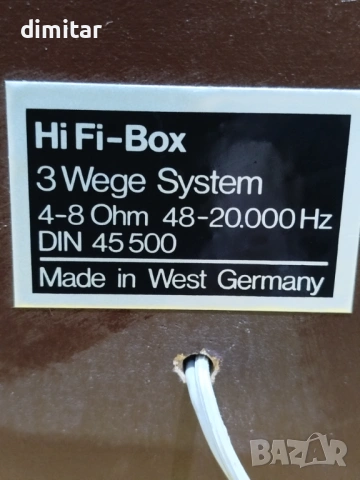 dimitar
Hi Fi-Box
3 Wege System
4-8 Ohm 48-20.000 Hz
DIN 45 500
Made in West Germany
BAZAR